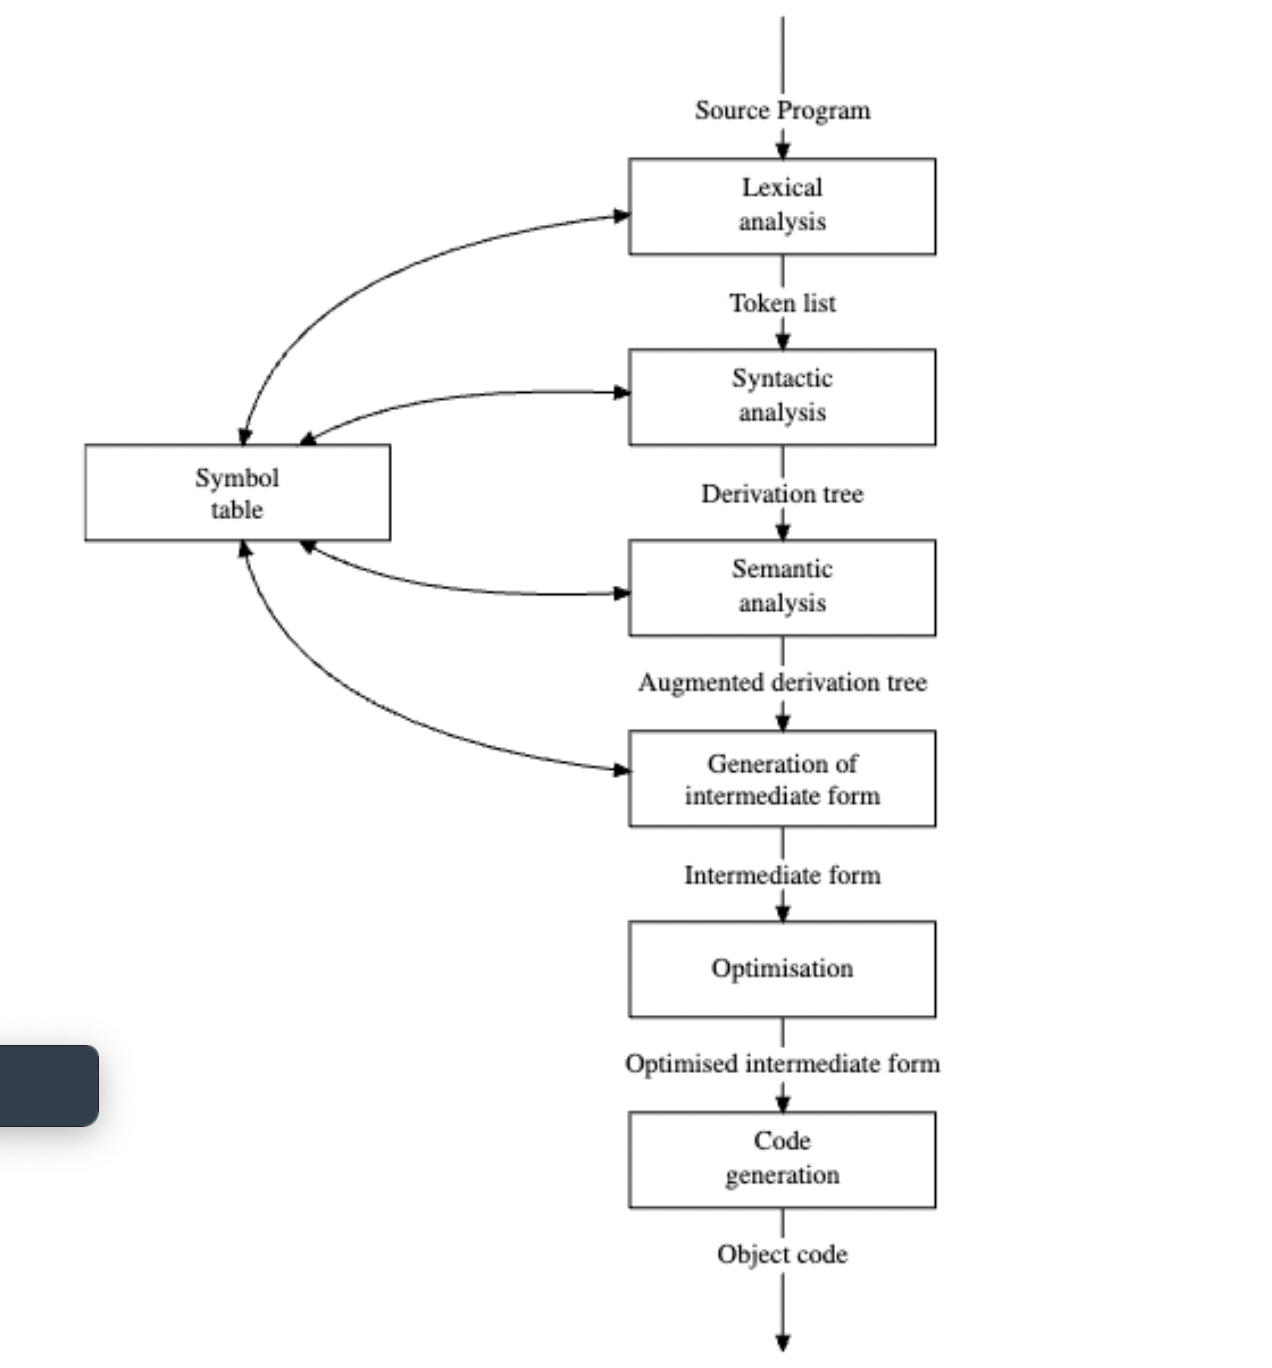 Source Program
Lexical
analysis
Token list
Syntactic
analysis
Symbol
table
Derivation tree
Semantic
analysis
Augmented derivation tree
Generation of
intermediate form
Intermediate form
Optimisation
Optimised intermediate form
Code
generation
Object code